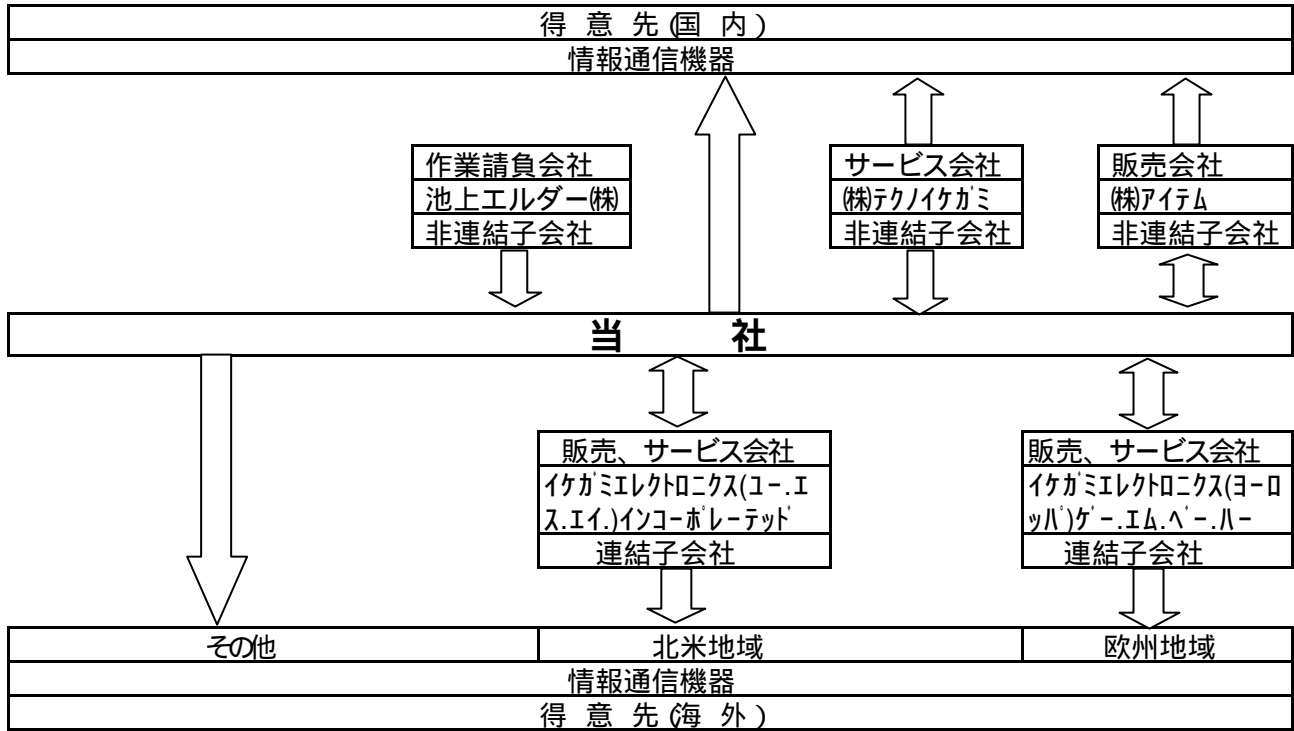 得 意 先(国 内)
情報通信機器
作業請負会社
池上エルダー㈱
非連結子会社
サービス会社
㈱ﾃｸﾉｲｹｶﾞﾐ
非連結子会社
販売会社
㈱ｱｲﾃﾑ
非連結子会社
当 社
販売、サービス会社
ｲｹｶﾞﾐｴﾚｸﾄﾛﾆｸｽ(ﾕｰ.ｴ
ｽ.ｴｲ.)ｲﾝｺｰﾎﾟﾚｰﾃｯﾄﾞ
連結子会社
販売、サービス会社
ｲｹｶﾞﾐｴﾚｸﾄﾛﾆｸｽ(ﾖｰﾛ
ｯﾊﾟ)ｹﾞｰ.ｴﾑ.ﾍﾞｰ.ﾊｰ
連結子会社
その他
北米地域
欧州地域
情報通信機器
得 意 先(海 外)